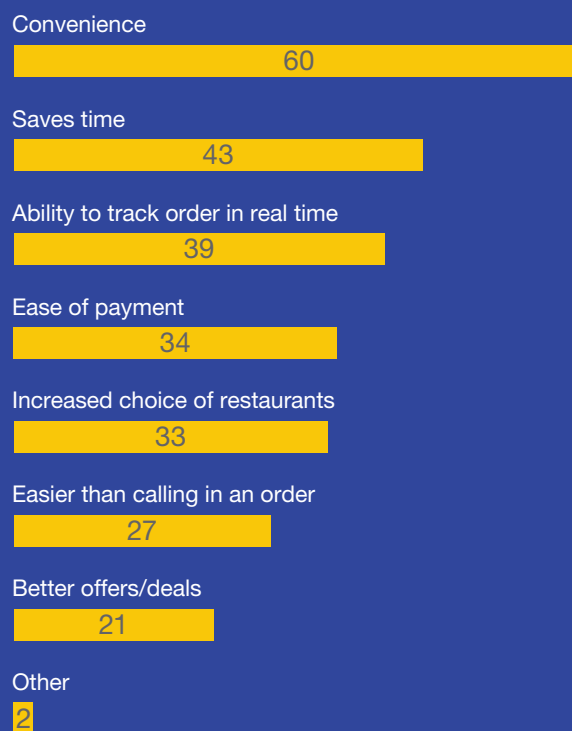 Convenience
60
Saves time
43
Ability to track order in real time
39
Ease of payment
34
Increased choice of restaurants
33
Easier than calling in an order
27
Better offers/deals
21
Other
2